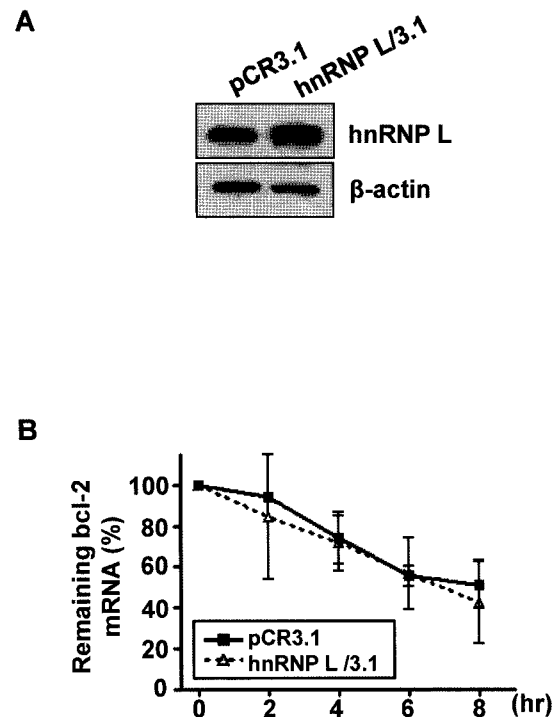 A
pCR3.1
hnRNP L/3.1
hnRNP L
β-actin
B
Remaining bcl-2
mRNA (%)
100
80
60
40
20
0
pCR3.1
hnRNP L /3.1
0 2 4 6 8 (hr)